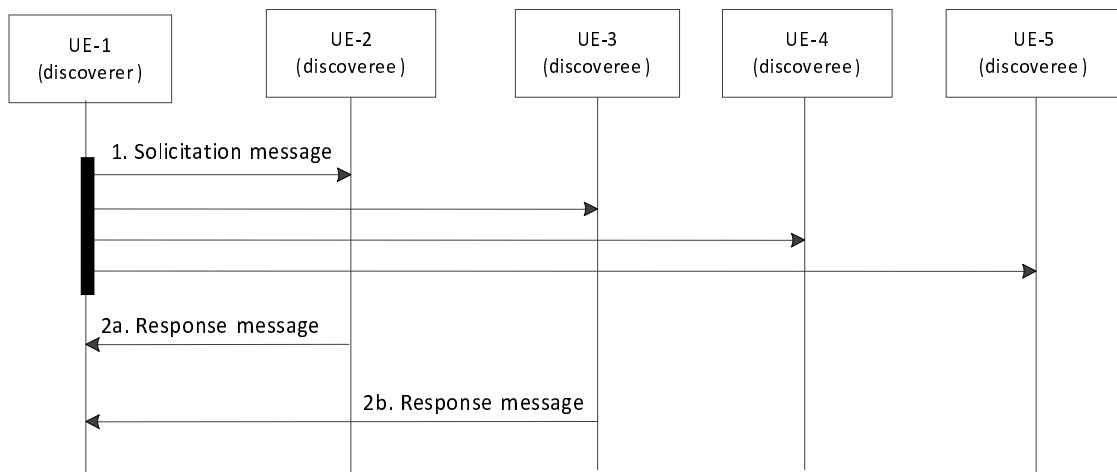 UE-1
(discoverer)
UE-2
(discoveree)
UE-3
(discoveree)
UE-4
(discoveree)
UE-5
(discoveree)
1. Solicitation message
2a. Response message
2b. Response message